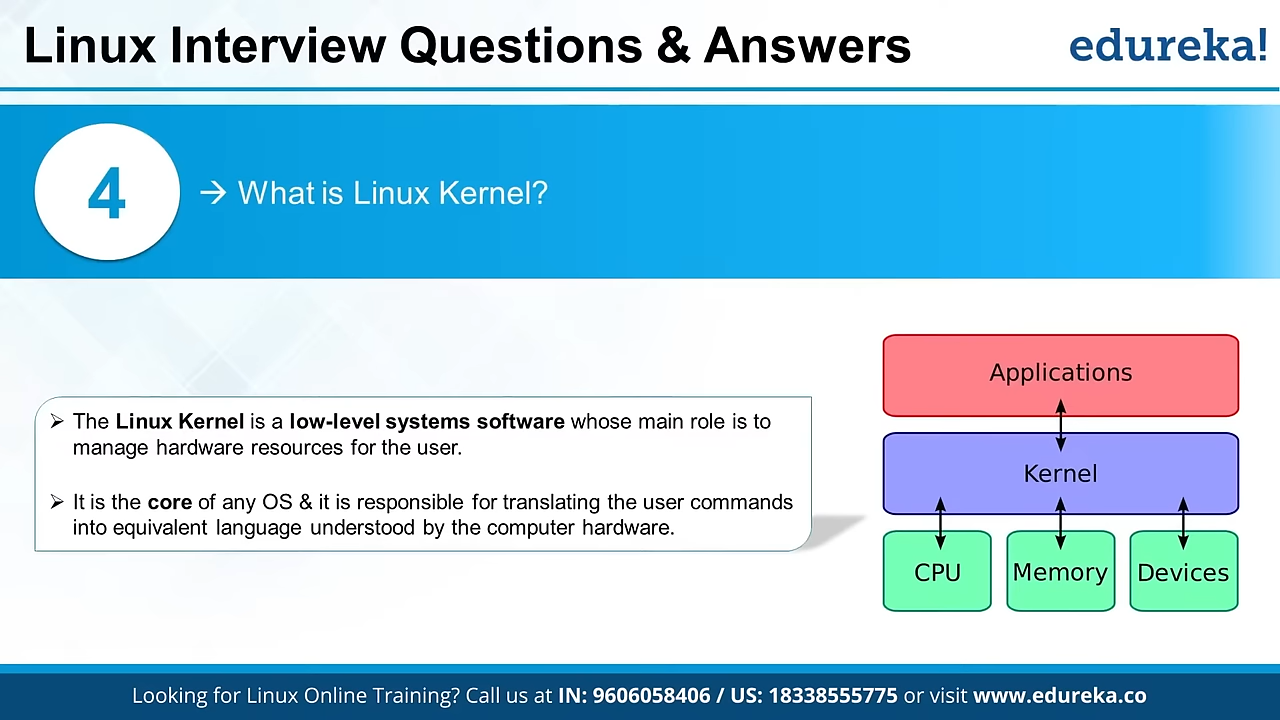 Linux Interview Questions & Answers
edureka!
4
→ What is Linux Kernel?
➢ The Linux Kernel is a low-level systems software whose main role is to
manage hardware resources for the user.
➢ It is the core of any OS & it is responsible for translating the user commands
into equivalent language understood by the computer hardware.
Applications
Kernel
CPU
Memory
Devices
Looking for Linux Online Training? Call us at IN: 9606058406 / US: 18338555775 or visit www.edureka.co